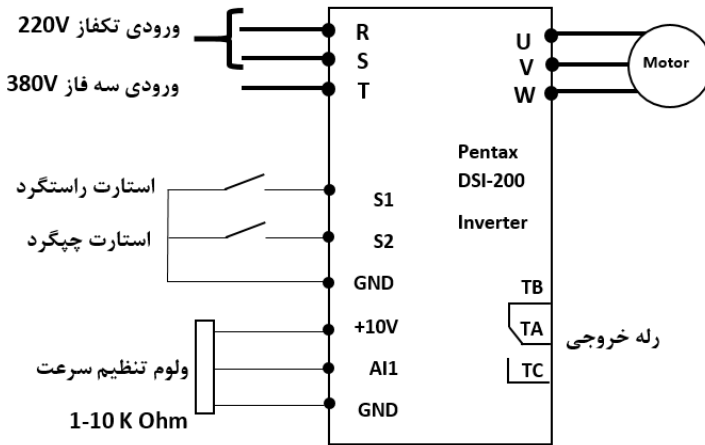 ورودی تکفاز 220V
ورودی سه فاز 380V
R
S
T
U
V
W
Motor
Pentax
DSI-200
Inverter
استارت راستگرد
S1
استارت چپگرد
S2
GND
+10V
ولوم تنظیم سرعت
AI1
GND
1-10 K Ohm
TB
TA
TC
رله خروجی